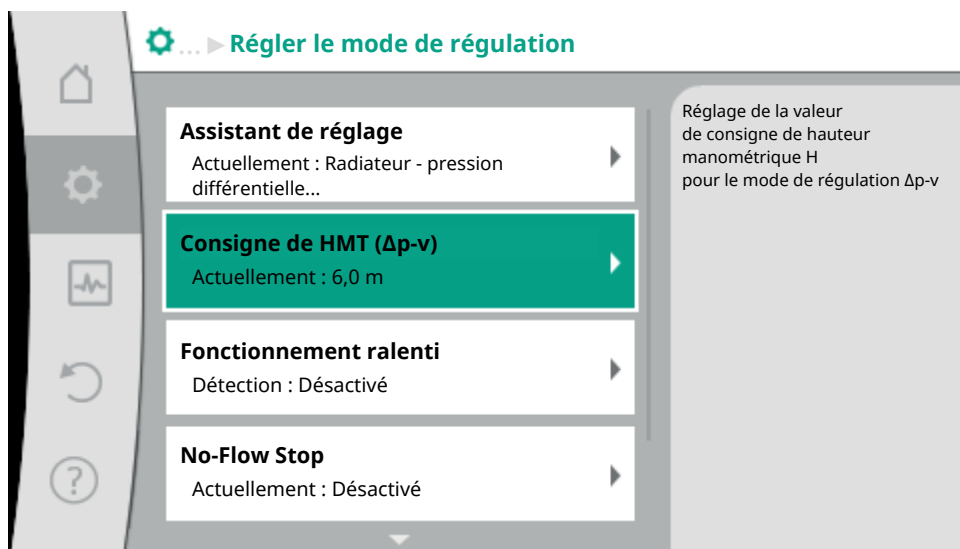 ... Régler le mode de régulation
Assistant de réglage
Actuellement : Radiateur - pression
différentielle...
Consigne de HMT (Δp-v)
Actuellement : 6,0 m
Fonctionnement ralenti
Détection : Désactivé
No-Flow Stop
Actuellement : Désactivé
Réglage de la valeur
de consigne de hauteur
manométrique H
pour le mode de régulation Δp-v
?